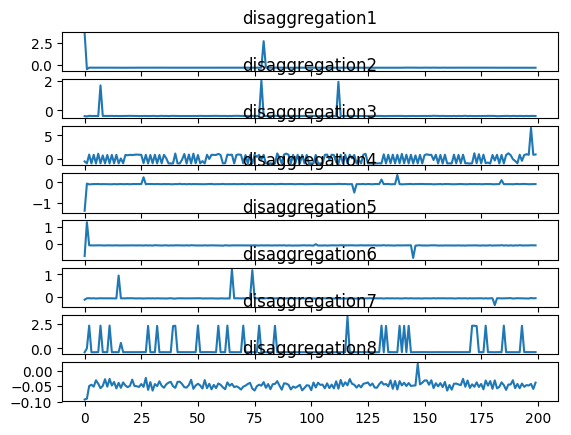 disaggregation1
2.5
0.0
disaggregation2
2
0
disaggregation3
5
0
disaggregation4
0
−1
disaggregation5
1
0
disaggregation6
1
0
disaggregation7
2.5
0.0
disaggregation8
0.00
−0.05
−0.10
0 25 50 75 100 125 150 175 200